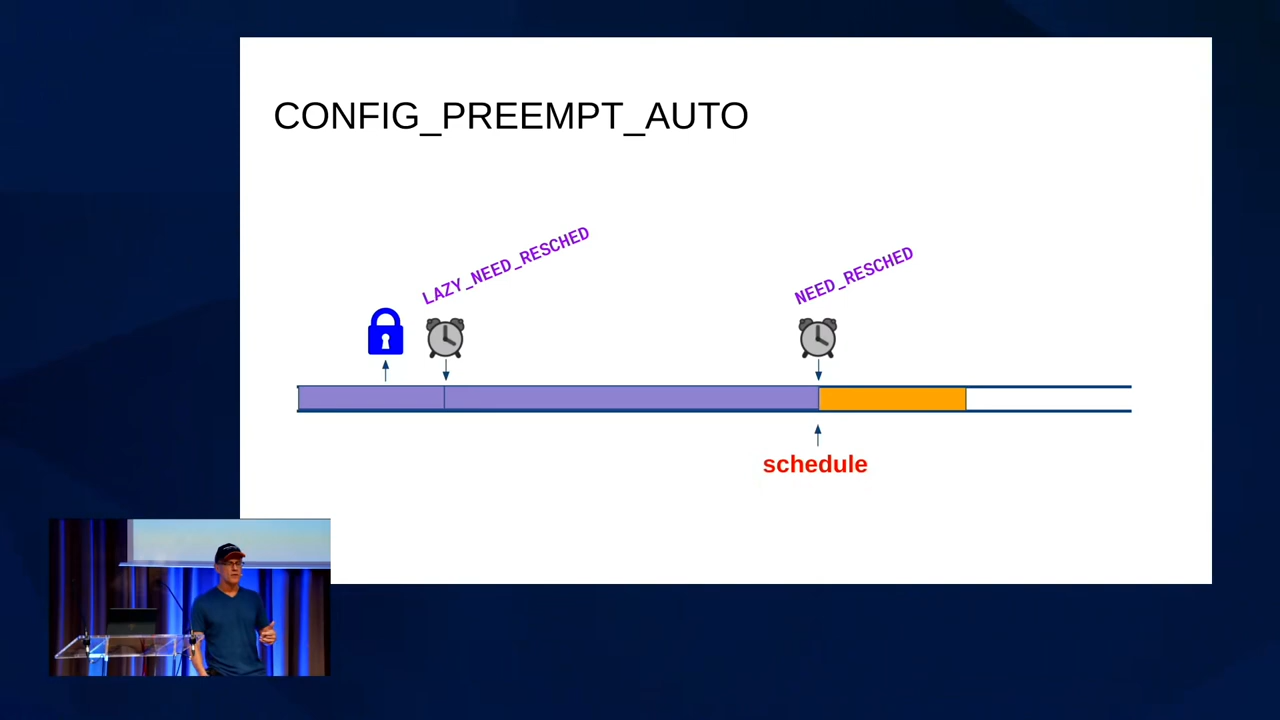 CONFIG_PREEMPT_AUTO
LAZY_NEED_RESCHED
NEED_RESCHED
schedule